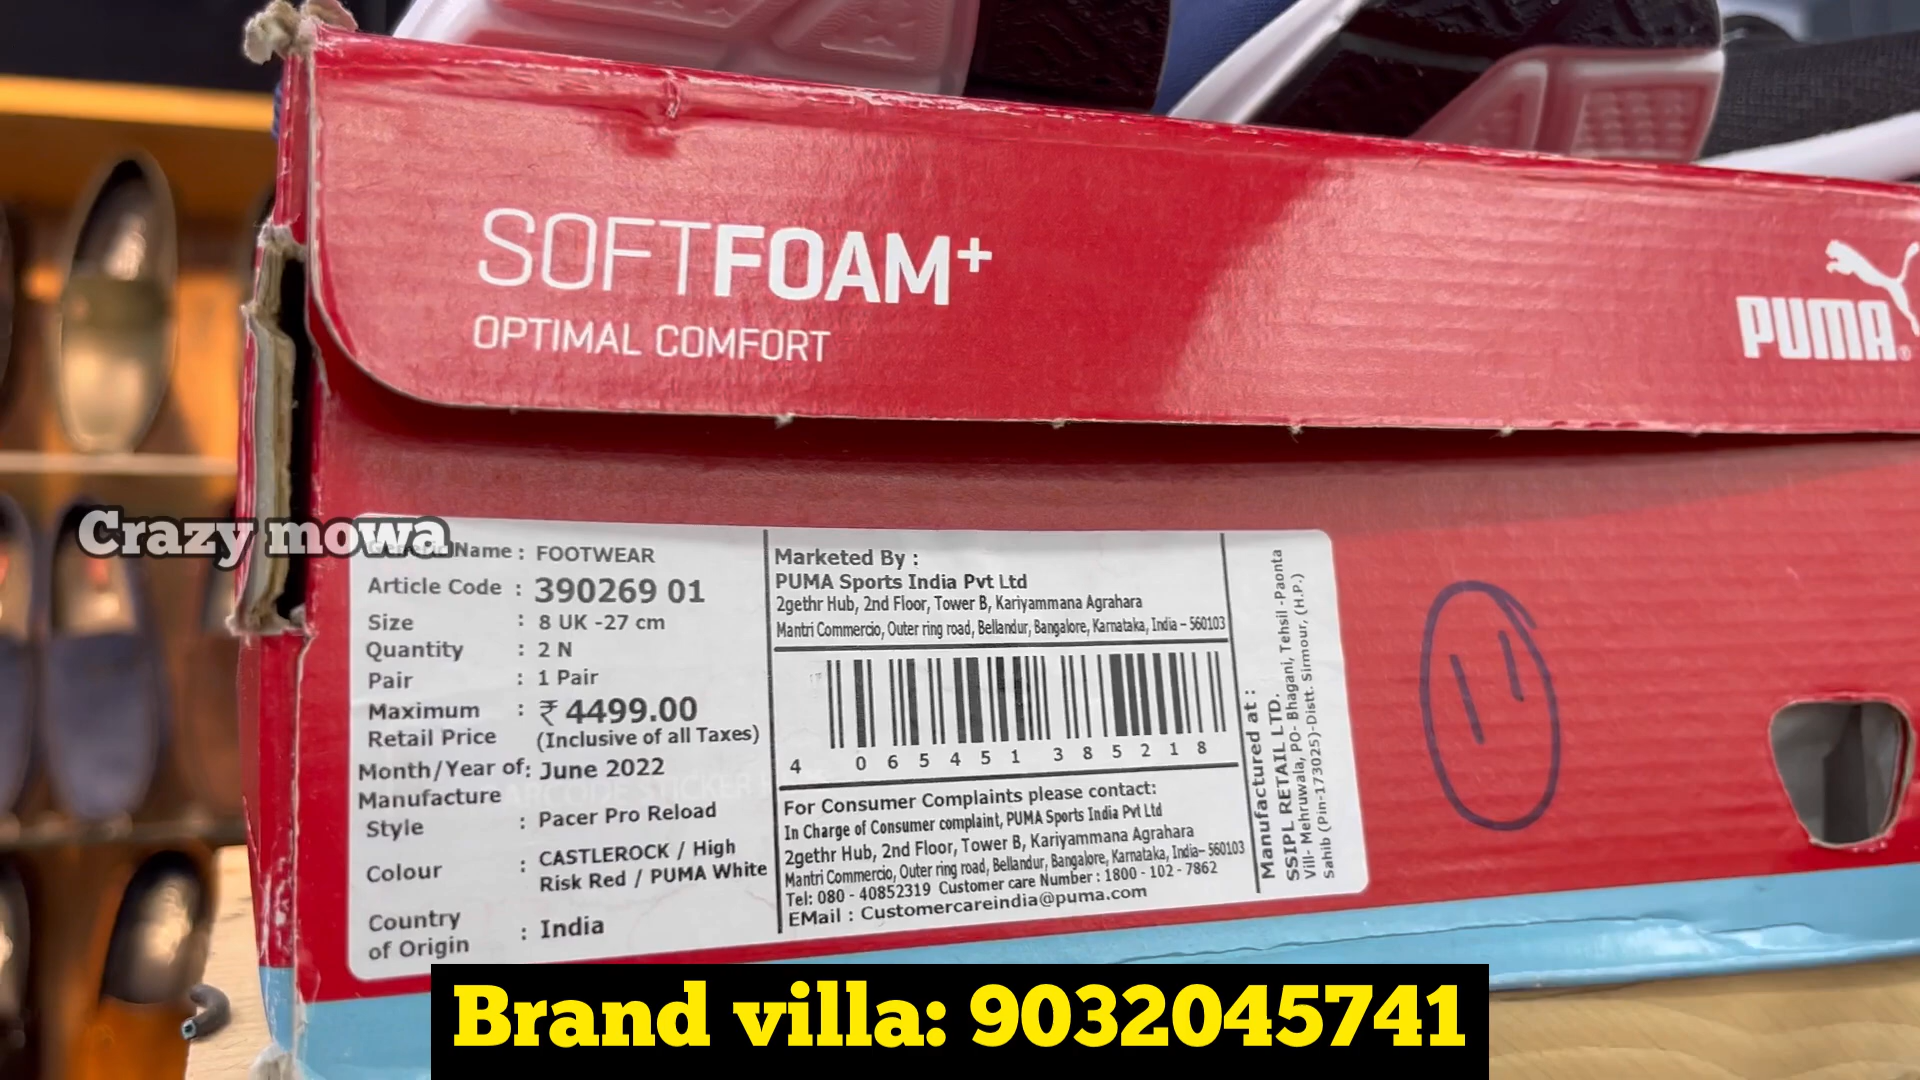 SOFTFOAM+
OPTIMAL COMFORT
PUMA
Crazy mowa
Name : FOOTWEAR
Article Code : 390269 01
Size : 8 UK -27 cm
Quantity : 2 N
Pair : 1 Pair
Maximum Retail Price : ₹ 4499.00
(Inclusive of all Taxes)
Month/Year of Manufacture : June 2022
Style : Pacer Pro Reload
Colour : CASTLEROCK / High
Risk Red / PUMA White
Country of Origin : India
Marketed By :
PUMA Sports India Pvt Ltd
2gethr Hub, 2nd Floor, Tower B, Kariyammana Agrahara
Mantri Commercio, Outer ring road, Bellandur, Bangalore, Karnataka, India – 560103
4 065451 385218
For Consumer Complaints please contact:
In Charge of Consumer complaint, PUMA Sports India Pvt Ltd
2gethr Hub, 2nd Floor, Tower B, Kariyammana Agrahara
Mantri Commercio, Outer ring road, Bellandur, Bangalore, Karnataka, India– 560103
Tel: 080 - 40852319 Customer care Number : 1800 - 102 - 7862
EMail : Customercareindia@puma.com
Manufactured at :
SSIPL RETAIL LTD.
Vill- Mehruwala, PO- Bhagani, Tehsil -Paonta
Sahib (Pin-173025)-Distt. Sirmour, (H.P.)
11
Brand villa: 9032045741